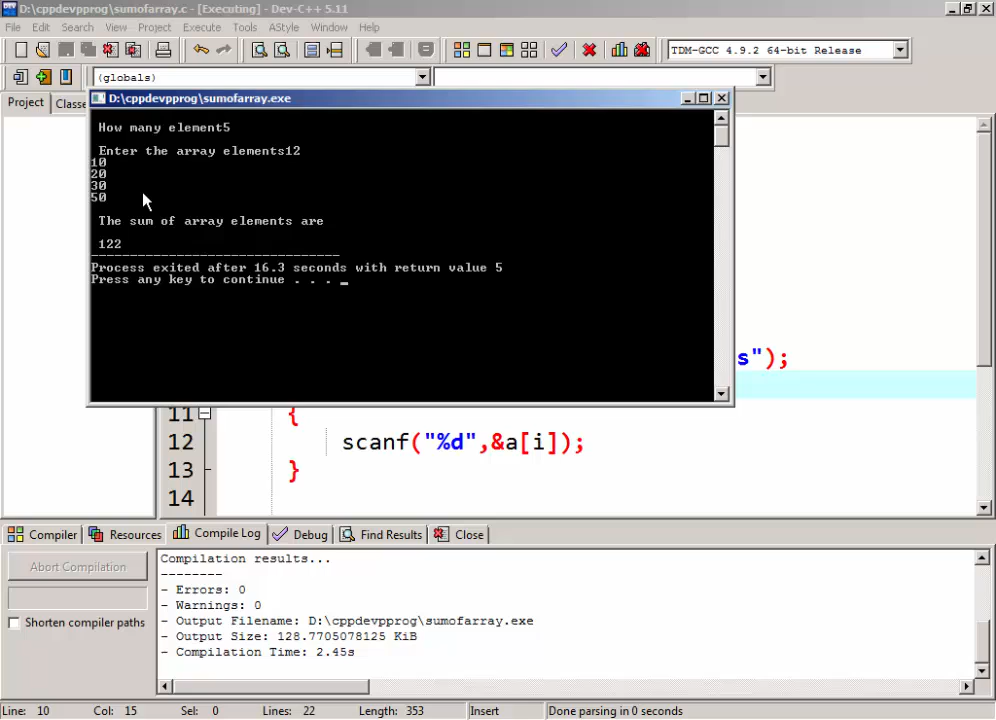 D:\cppdevpprog\sumofarray.c - [Executing] - Dev-C++ 5.11
File Edit Search View Project Execute Tools AStyle Window Help
TDM-GCC 4.9.2 64-bit Release
(globals)
Project Classe
D:\cppdevpprog\sumofarray.exe
How many element5
Enter the array elements12
10
20
30
50
The sum of array elements are
122
--------------------------------
Process exited after 16.3 seconds with return value 5
Press any key to continue . . . _
s");
11 {
12 scanf("%d",&a[i]);
13 }
14
Compiler Resources Compile Log Debug Find Results Close
Abort Compilation
Shorten compiler paths
Compilation results...
--------
- Errors: 0
- Warnings: 0
- Output Filename: D:\cppdevpprog\sumofarray.exe
- Output Size: 128.7705078125 KiB
- Compilation Time: 2.45s
Line: 10 Col: 15 Sel: 0 Lines: 22 Length: 353 Insert Done parsing in 0 seconds